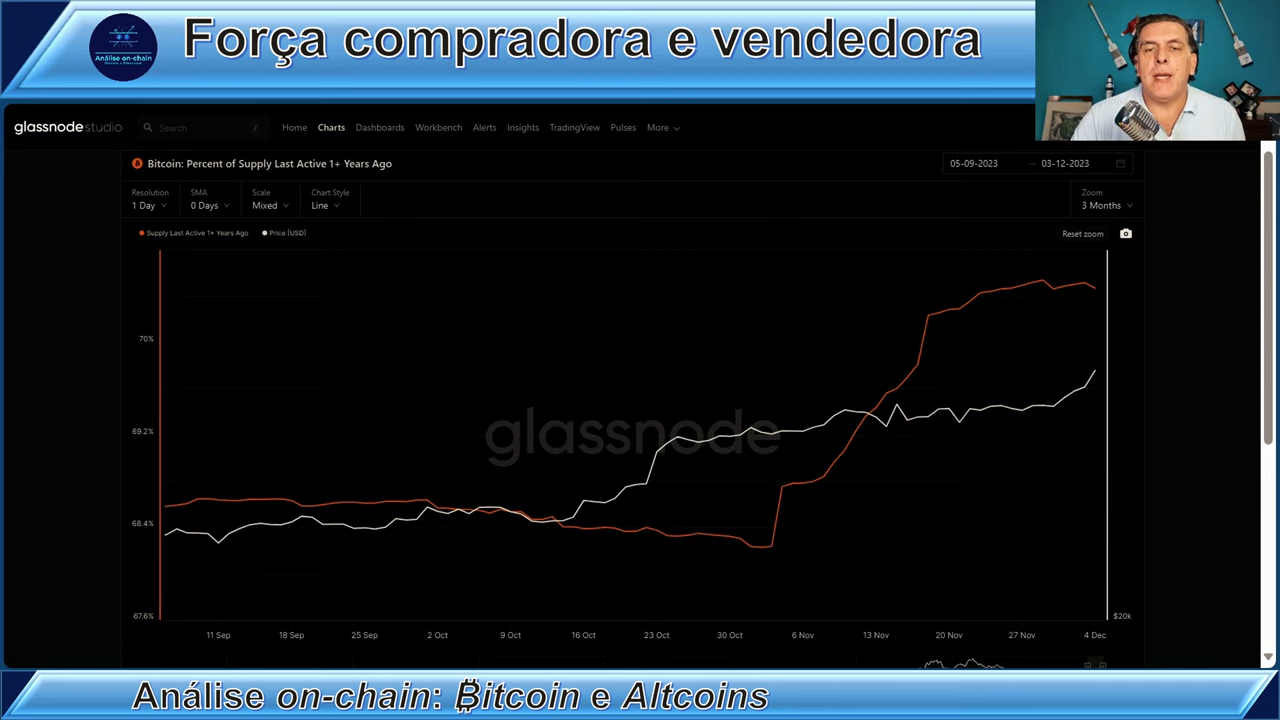 Força compradora e vendedora
Análise on-chain
Bitcoin e Altcoins
glassnodestudio
Search
/
Home
Charts
Dashboards
Workbench
Alerts
Insights
TradingView
Pulses
More
Bitcoin: Percent of Supply Last Active 1+ Years Ago
05-09-2023 → 03-12-2023
Resolution
1 Day
SMA
0 Days
Scale
Mixed
Chart Style
Line
Zoom
3 Months
Supply Last Active 1+ Years Ago
Price [USD]
Reset zoom
glassnode
70%
69.2%
68.4%
67.6%
$20k
11 Sep
18 Sep
25 Sep
2 Oct
9 Oct
16 Oct
23 Oct
30 Oct
6 Nov
13 Nov
20 Nov
27 Nov
4 Dec
Análise on-chain: ₿itcoin e Altcoins